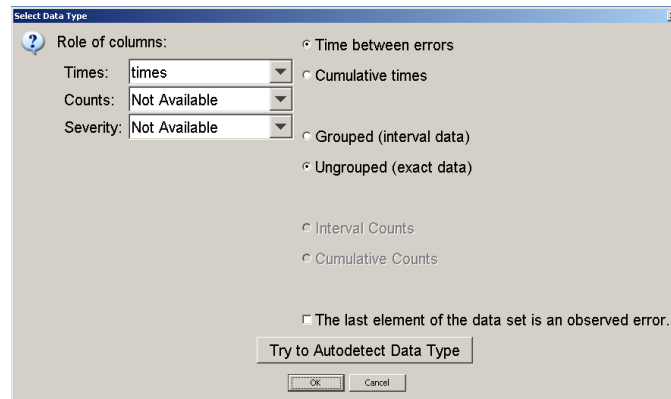 Select Data Type
Role of columns:
Times: times
Counts: Not Available
Severity: Not Available
Time between errors
Cumulative times
Grouped (interval data)
Ungrouped (exact data)
Interval Counts
Cumulative Counts
The last element of the data set is an observed error.
Try to Autodetect Data Type
OK Cancel